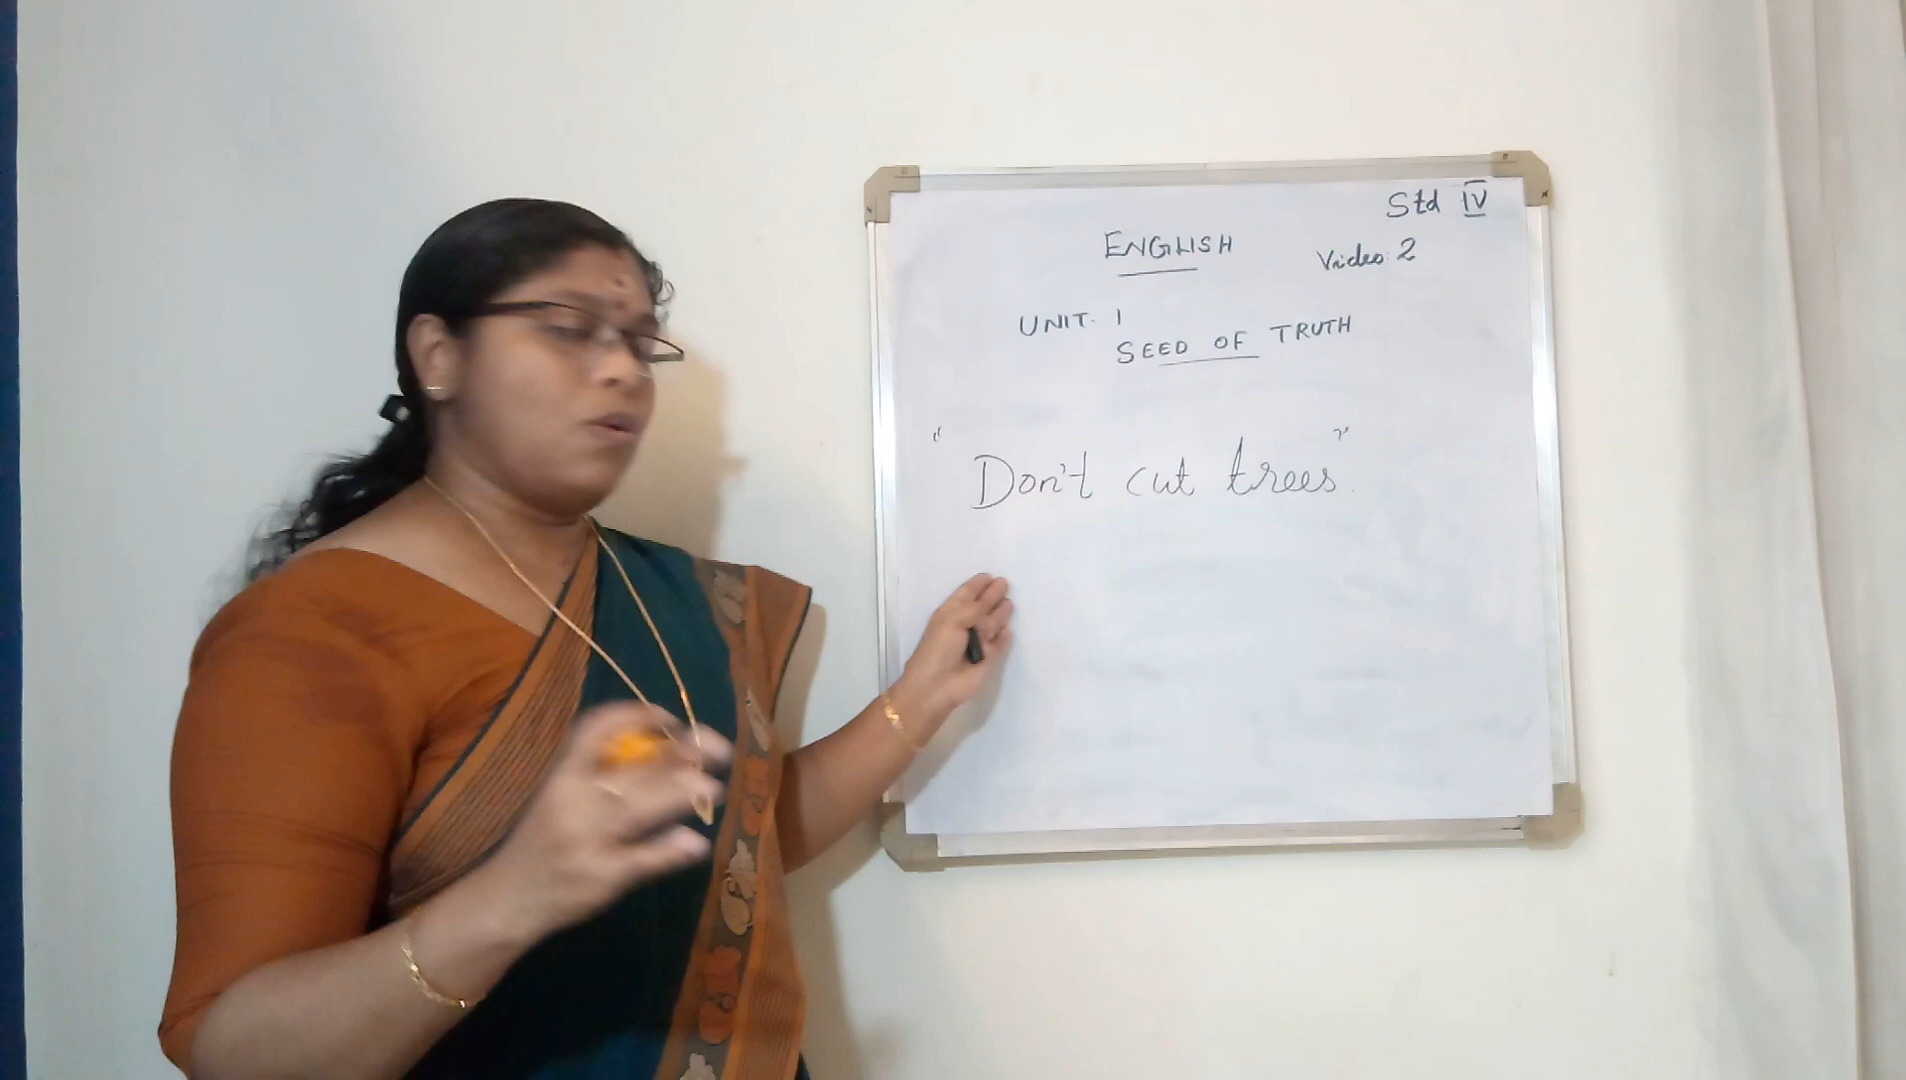 Std IV
ENGLISH
Video: 2
UNIT. 1
SEED OF TRUTH
"Don't cut trees".